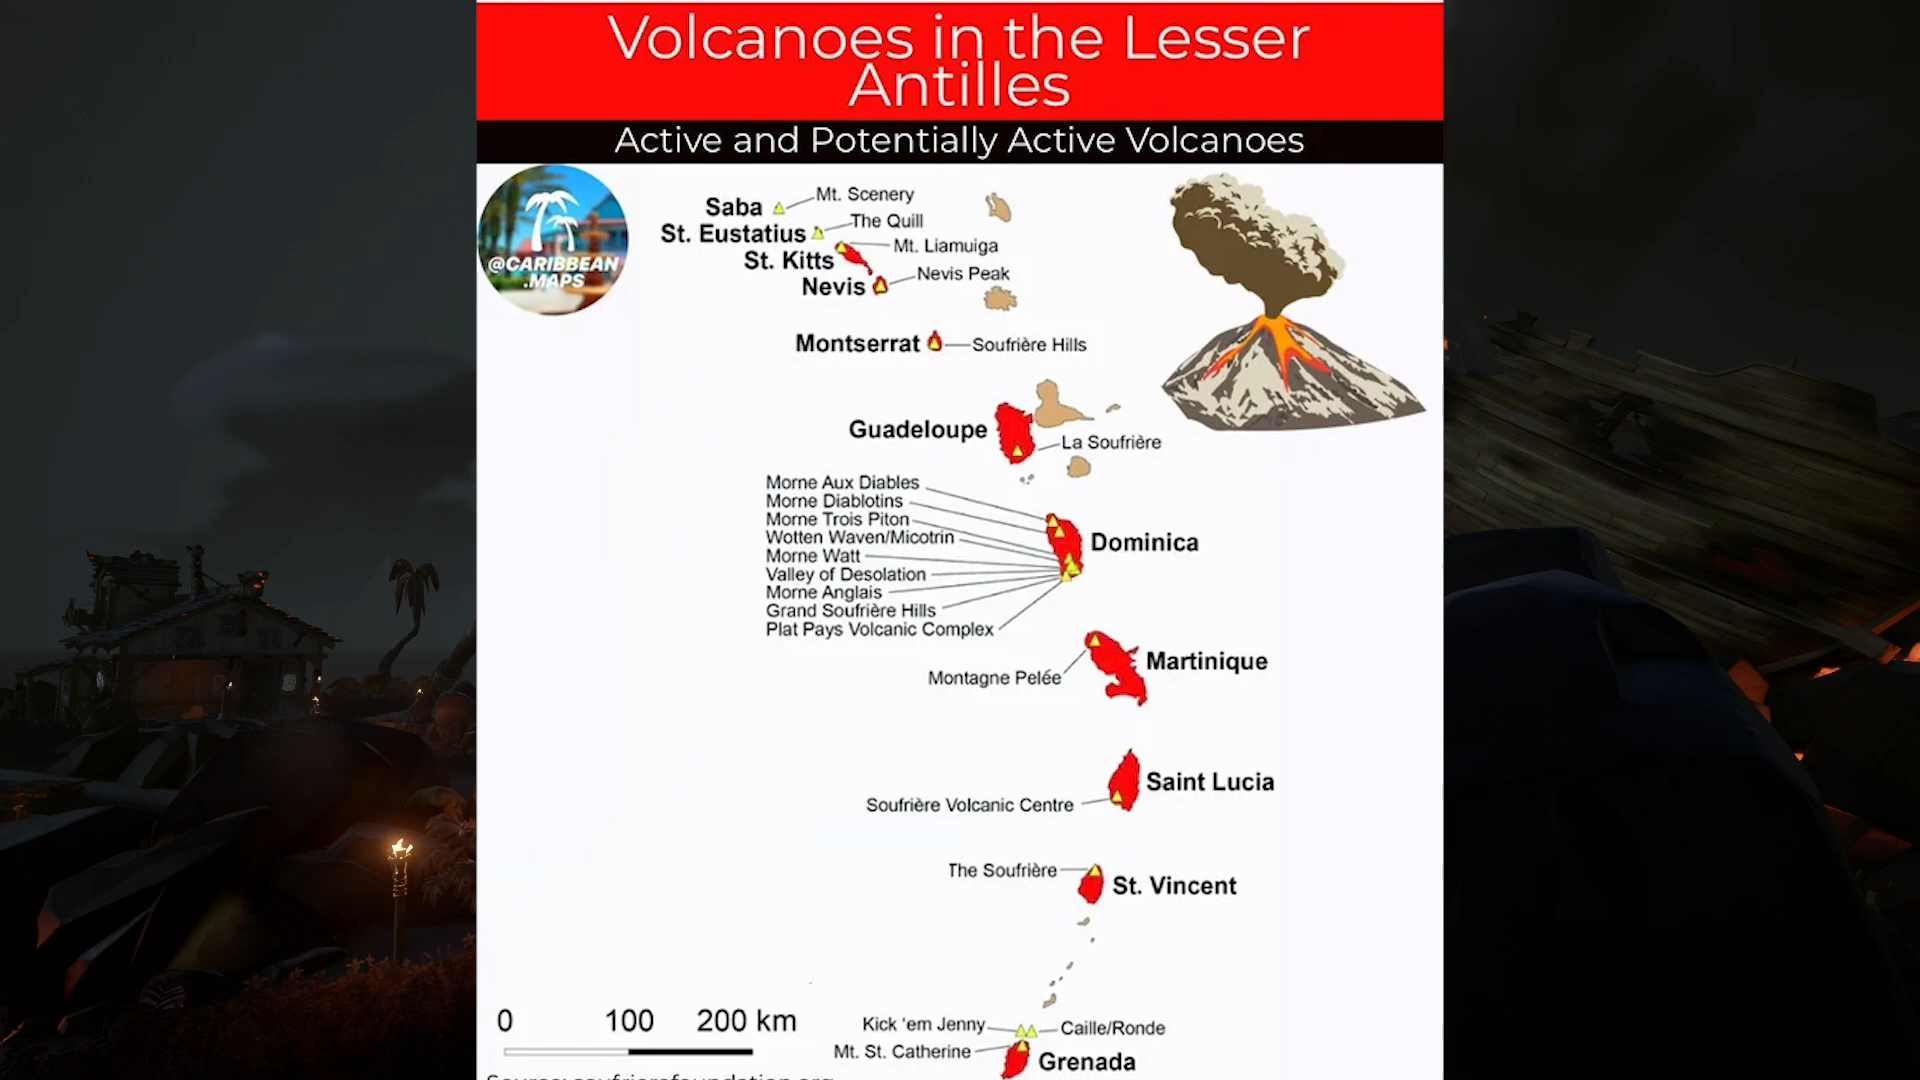 Volcanoes in the Lesser
Antilles
Active and Potentially Active Volcanoes
@CARIBBEAN
.MAPS
Saba
Mt. Scenery
St. Eustatius
The Quill
St. Kitts
Mt. Liamuiga
Nevis
Nevis Peak
Montserrat
Soufrière Hills
Guadeloupe
La Soufrière
Morne Aux Diables
Morne Diablotins
Morne Trois Piton
Wotten Waven/Micotrin
Morne Watt
Valley of Desolation
Morne Anglais
Grand Soufrière Hills
Plat Pays Volcanic Complex
Dominica
Martinique
Montagne Pelée
Saint Lucia
Soufrière Volcanic Centre
The Soufrière
St. Vincent
0 100 200 km
Kick 'em Jenny
Caille/Ronde
Mt. St. Catherine
Grenada